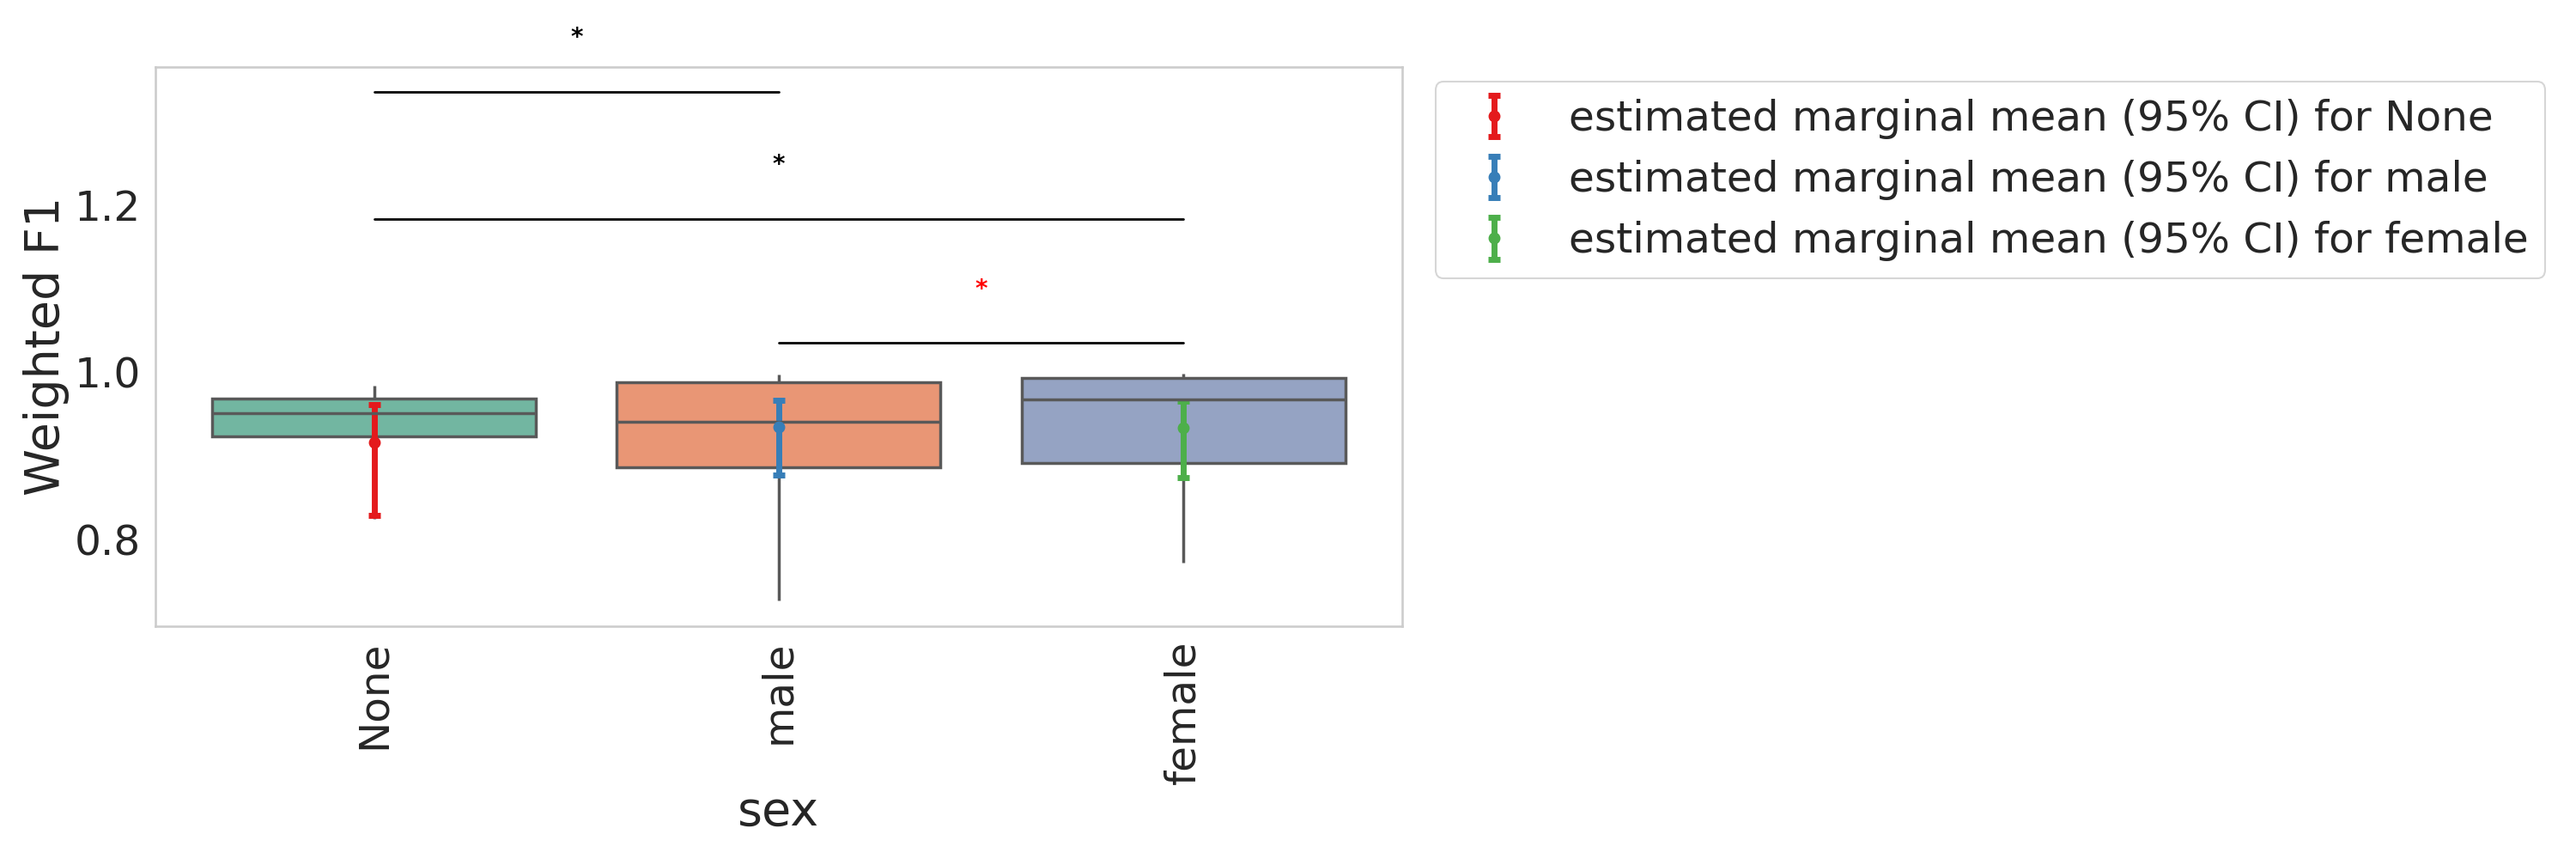 *
*
*
Weighted F1
1.2
1.0
0.8
None
male
female
sex
estimated marginal mean (95% CI) for None
estimated marginal mean (95% CI) for male
estimated marginal mean (95% CI) for female